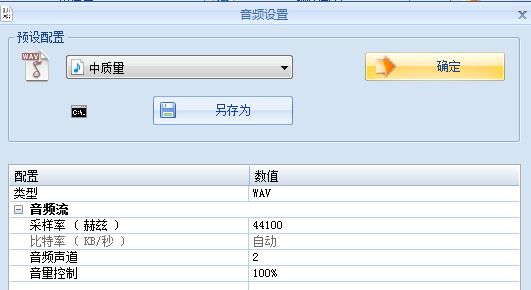 音频设置
预设配置
WAV
中质量
确定
C:\.
另存为
配置 数值
类型 WAV
音频流
采样率 ( 赫兹 ) 44100
比特率 ( KB/秒 ) 自动
音频声道 2
音量控制 100%